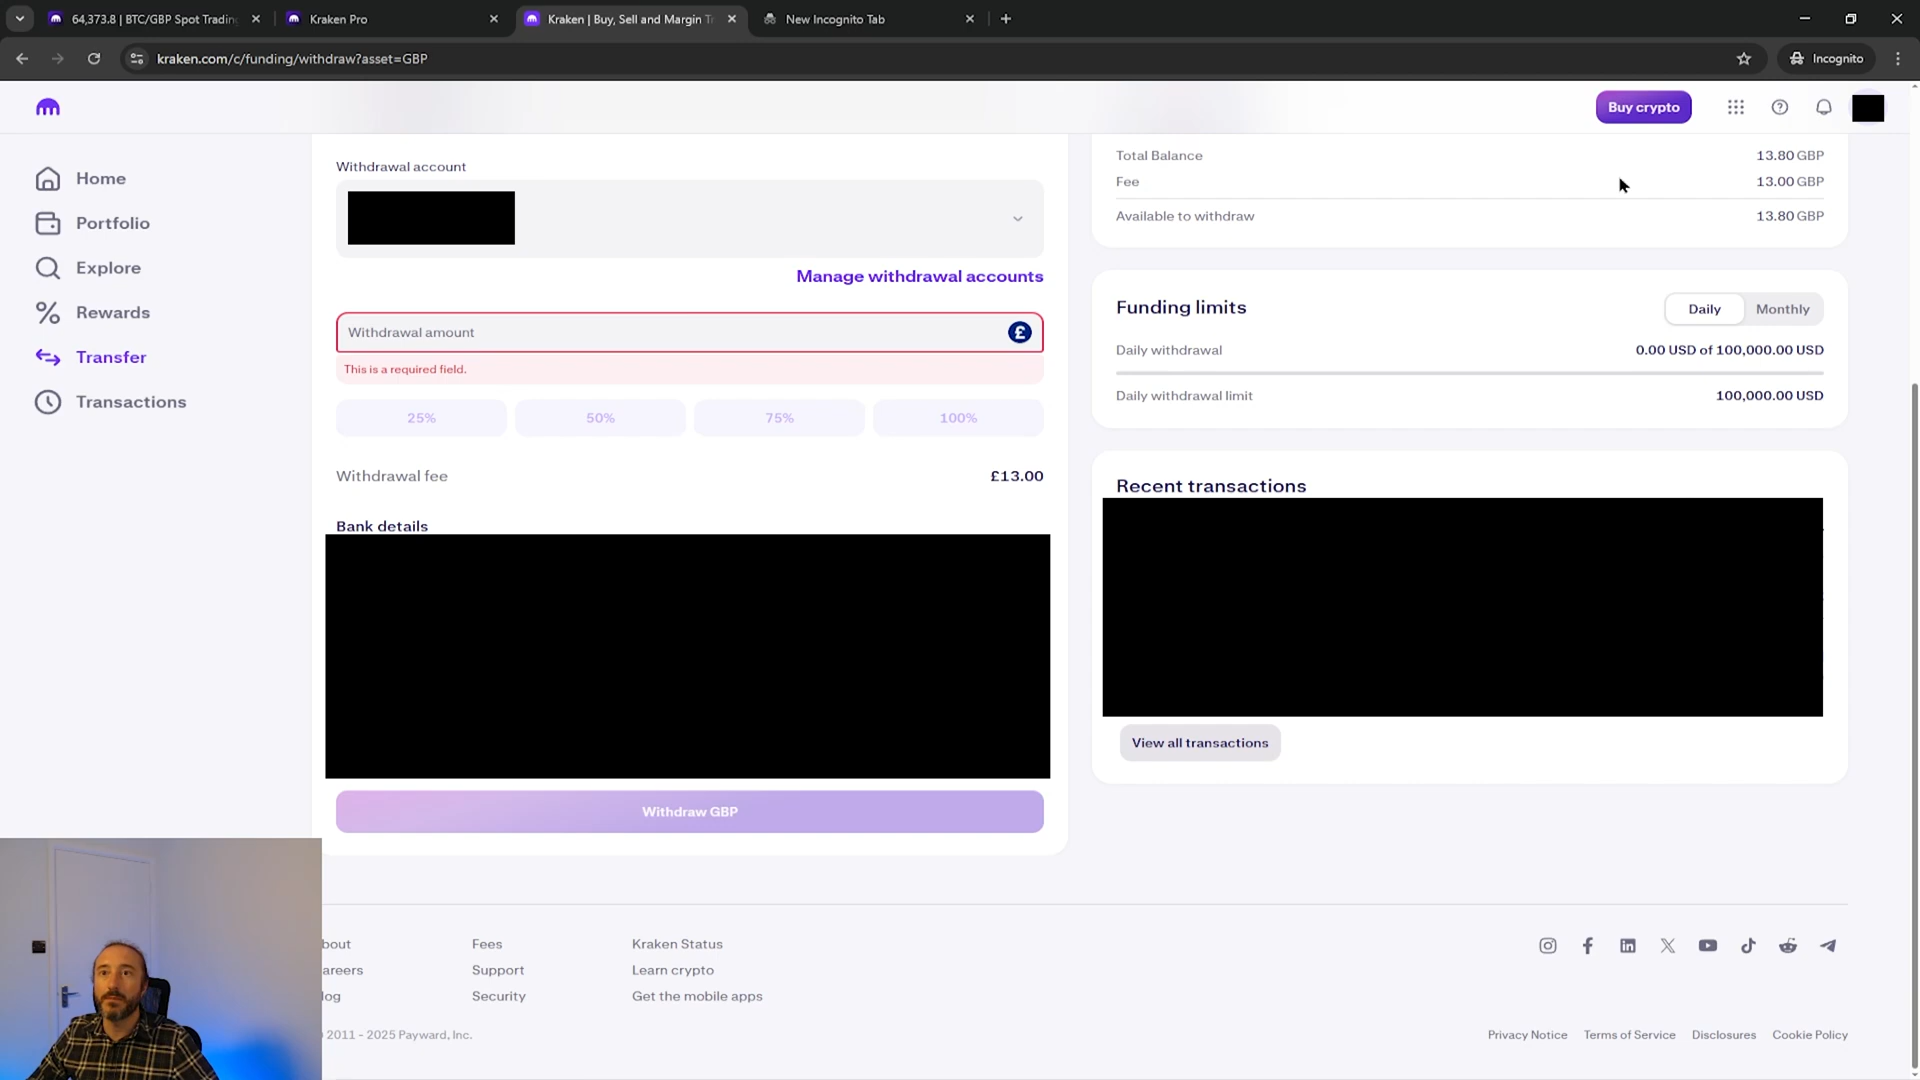 64,373.8 | BTC/GBP Spot Trading
Kraken Pro
Kraken | Buy, Sell and Margin Tr
New Incognito Tab
kraken.com/c/funding/withdraw?asset=GBP
Incognito
Buy crypto
Home
Portfolio
Explore
Rewards
Transfer
Transactions
Withdrawal account
Manage withdrawal accounts
Withdrawal amount
£
This is a required field.
25% 50% 75% 100%
Withdrawal fee £13.00
Bank details
Withdraw GBP
Total Balance 13.80 GBP
Fee 13.00 GBP
Available to withdraw 13.80 GBP
Funding limits Daily Monthly
Daily withdrawal 0.00 USD of 100,000.00 USD
Daily withdrawal limit 100,000.00 USD
Recent transactions
View all transactions
bout Fees Kraken Status
areers Support Learn crypto
log Security Get the mobile apps
2011 - 2025 Payward, Inc.
Privacy Notice Terms of Service Disclosures Cookie Policy